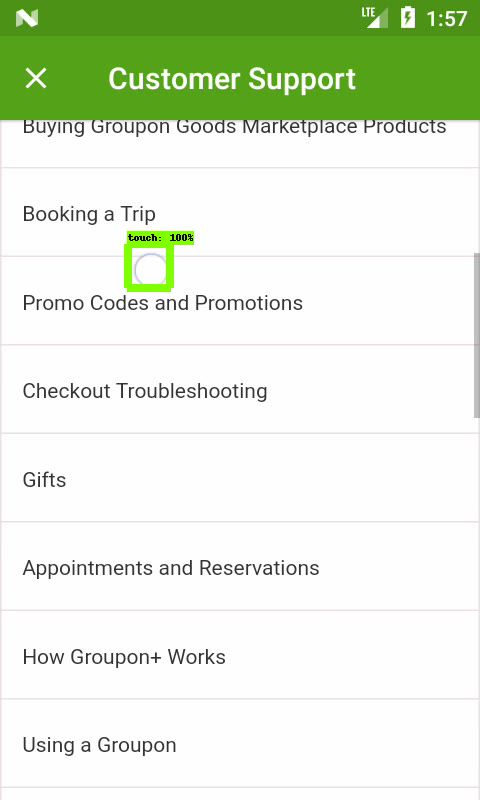 LTE 1:57
Customer Support
Buying Groupon Goods Marketplace Products
Booking a Trip
touch: 100%
Promo Codes and Promotions
Checkout Troubleshooting
Gifts
Appointments and Reservations
How Groupon+ Works
Using a Groupon